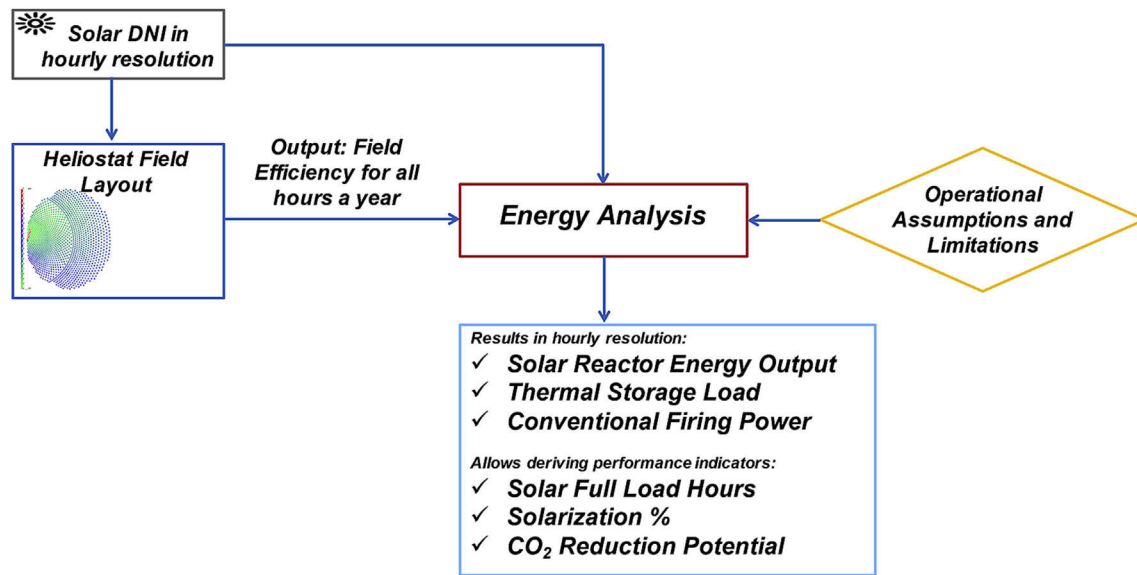 Solar DNI in
hourly resolution
Heliostat Field
Layout
Output: Field
Efficiency for all
hours a year
Energy Analysis
Operational
Assumptions and
Limitations
Results in hourly resolution:
✓ Solar Reactor Energy Output
✓ Thermal Storage Load
✓ Conventional Firing Power
Allows deriving performance indicators:
✓ Solar Full Load Hours
✓ Solarization %
✓ CO₂ Reduction Potential